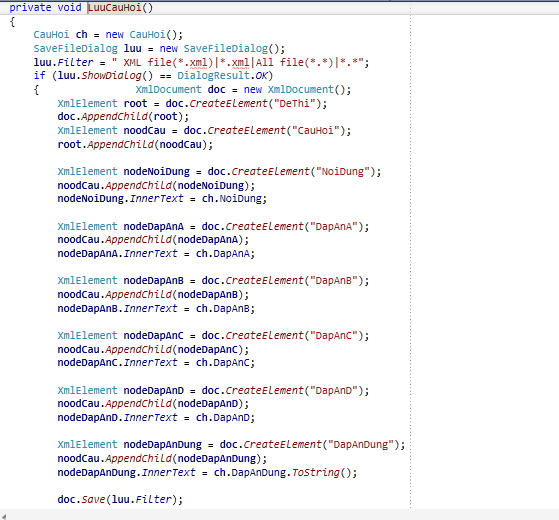 private void LuuCauHoi()
{
CauHoi ch = new CauHoi();
SaveFileDialog luu = new SaveFileDialog();
luu.Filter = " XML file(*.xml)|*.xml|All file(*.*)|*.*";
if (luu.ShowDialog() == DialogResult.OK)
{ XmlDocument doc = new XmlDocument();
XmlElement root = doc.CreateElement("DeThi");
doc.AppendChild(root);
XmlElement noodCau = doc.CreateElement("CauHoi");
root.AppendChild(noodCau);
XmlElement nodeNoiDung = doc.CreateElement("NoiDung");
noodCau.AppendChild(nodeNoiDung);
nodeNoiDung.InnerText = ch.NoiDung;
XmlElement nodeDapAnA = doc.CreateElement("DapAnA");
noodCau.AppendChild(nodeDapAnA);
nodeDapAnA.InnerText = ch.DapAnA;
XmlElement nodeDapAnB = doc.CreateElement("DapAnB");
noodCau.AppendChild(nodeDapAnB);
nodeDapAnB.InnerText = ch.DapAnB;
XmlElement nodeDapAnC = doc.CreateElement("DapAnC");
noodCau.AppendChild(nodeDapAnC);
nodeDapAnC.InnerText = ch.DapAnC;
XmlElement nodeDapAnD = doc.CreateElement("DapAnD");
noodCau.AppendChild(nodeDapAnD);
nodeDapAnD.InnerText = ch.DapAnD;
XmlElement nodeDapAnDung = doc.CreateElement("DapAnDung");
noodCau.AppendChild(nodeDapAnDung);
nodeDapAnDung.InnerText = ch.DapAnDung.ToString();
doc.Save(luu.Filter);